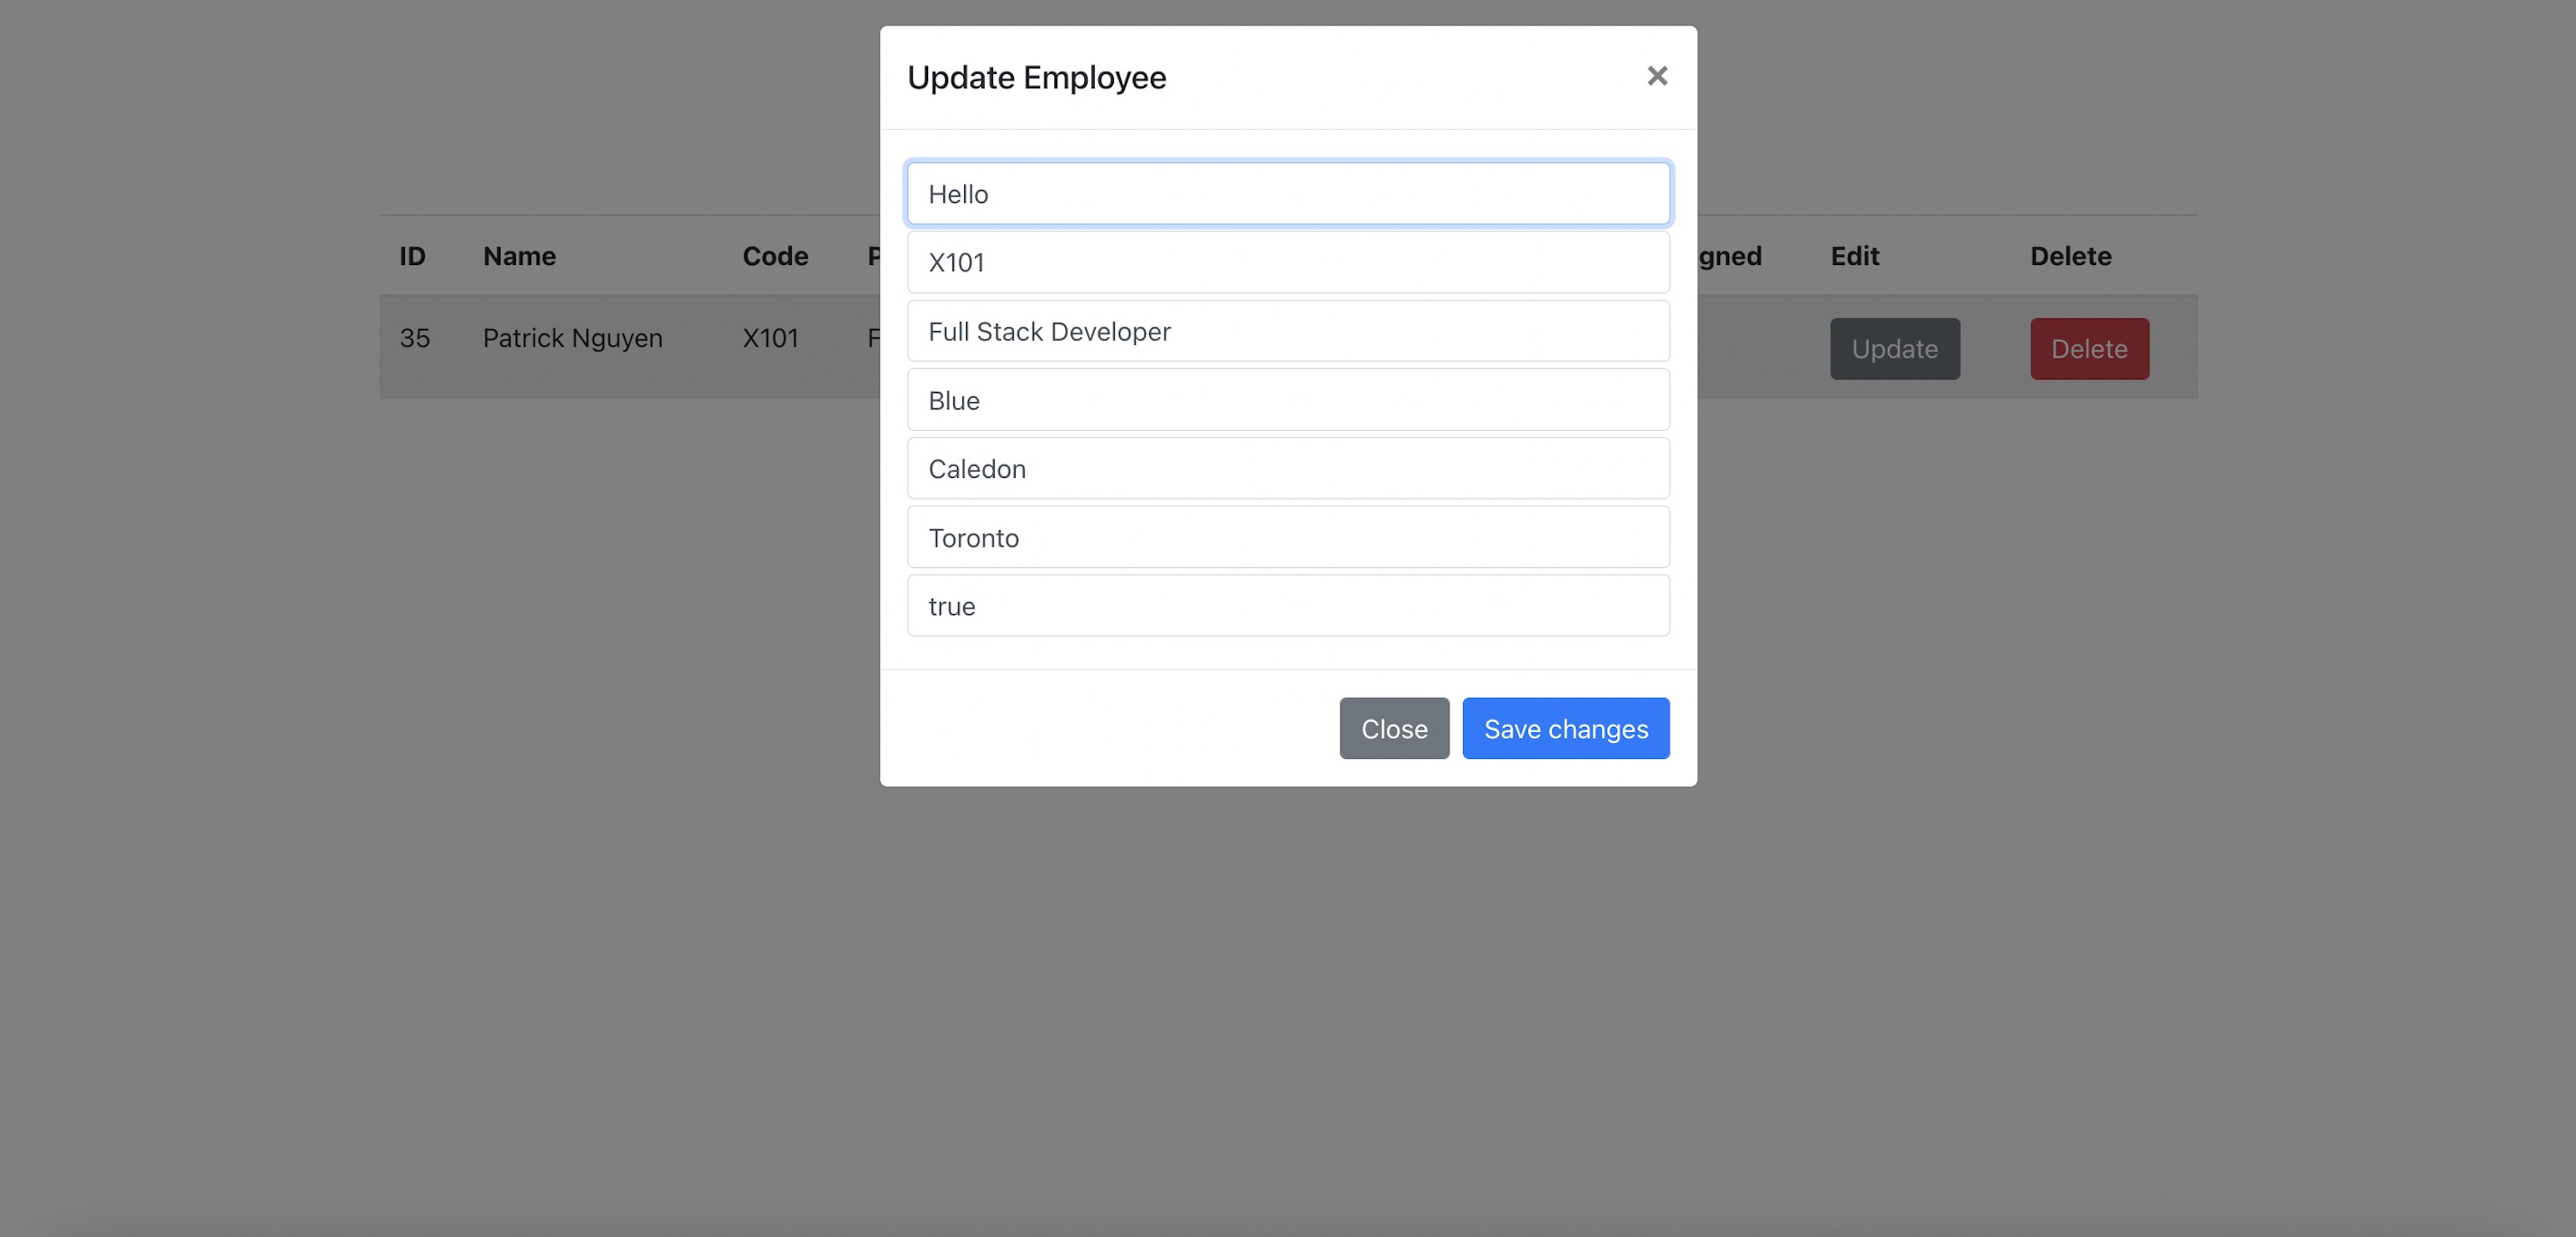 Update Employee ×
Hello
X101
Full Stack Developer
Blue
Caledon
Toronto
true
Close Save changes
ID Name Code P gned Edit Delete
35 Patrick Nguyen X101 F Update Delete